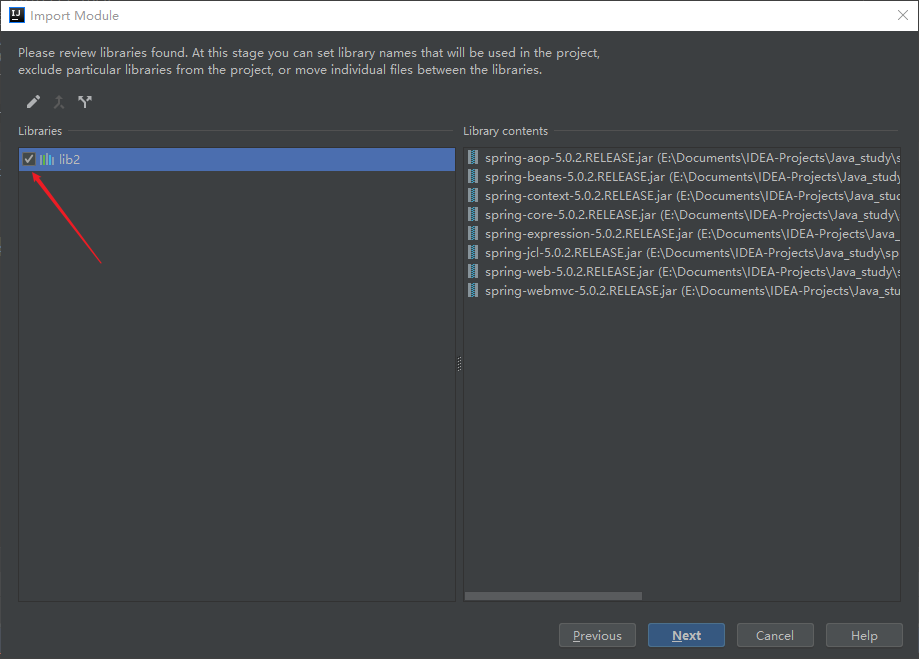 Import Module
Please review libraries found. At this stage you can set library names that will be used in the project,
exclude particular libraries from the project, or move individual files between the libraries.
Libraries
lib2
Library contents
spring-aop-5.0.2.RELEASE.jar (E:\Documents\IDEA-Projects\Java_study\s
spring-beans-5.0.2.RELEASE.jar (E:\Documents\IDEA-Projects\Java_study
spring-context-5.0.2.RELEASE.jar (E:\Documents\IDEA-Projects\Java_stud
spring-core-5.0.2.RELEASE.jar (E:\Documents\IDEA-Projects\Java_study\
spring-expression-5.0.2.RELEASE.jar (E:\Documents\IDEA-Projects\Java_
spring-jcl-5.0.2.RELEASE.jar (E:\Documents\IDEA-Projects\Java_study\sp
spring-web-5.0.2.RELEASE.jar (E:\Documents\IDEA-Projects\Java_study\s
spring-webmvc-5.0.2.RELEASE.jar (E:\Documents\IDEA-Projects\Java_stu
Previous
Next
Cancel
Help